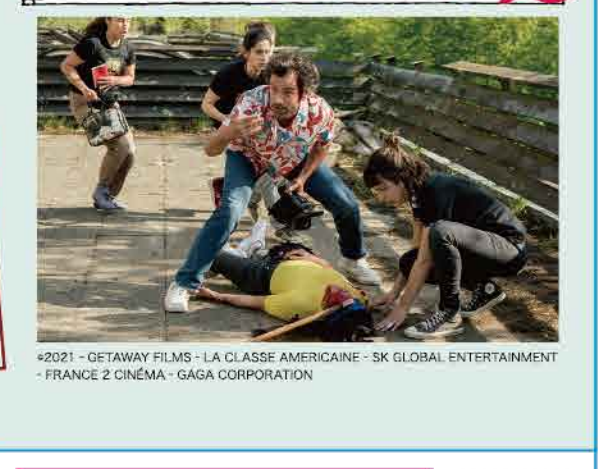 ©2021 - GETAWAY FILMS - LA CLASSE AMERICAINE - SK GLOBAL ENTERTAINMENT
- FRANCE 2 CINÉMA - GAGA CORPORATION